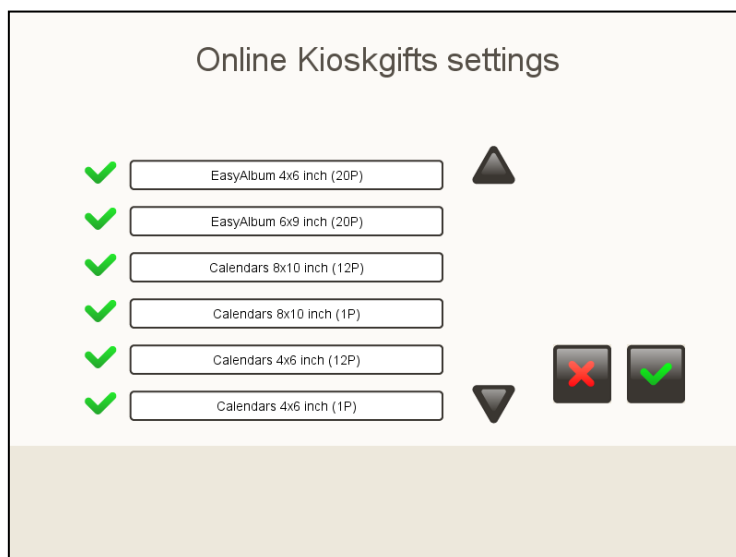 Online Kioskgifts settings
EasyAlbum 4x6 inch (20P)
EasyAlbum 6x9 inch (20P)
Calendars 8x10 inch (12P)
Calendars 8x10 inch (1P)
Calendars 4x6 inch (12P)
Calendars 4x6 inch (1P)